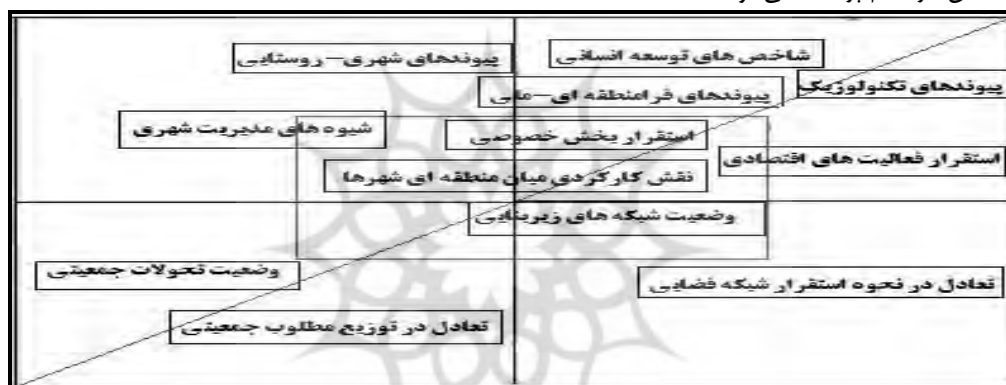 شاخص های توسعه انسانی
پیوندهای شهری-روستایی
پیوندهای تکنولوژیک
پیوندهای فرامنطقه ای-ملی
استقرار بخش خصوصی
شیوه های مدیریت شهری
استقرار فعالیت های اقتصادی
نقش کارکردی میان منطقه ای شهرها
وضعیت شبکه های زیربنایی
تعادل در نحوه استقرار شبکه فضایی
وضعیت تحولات جمعیتی
تعادل در توزیع مطلوب جمعیتی